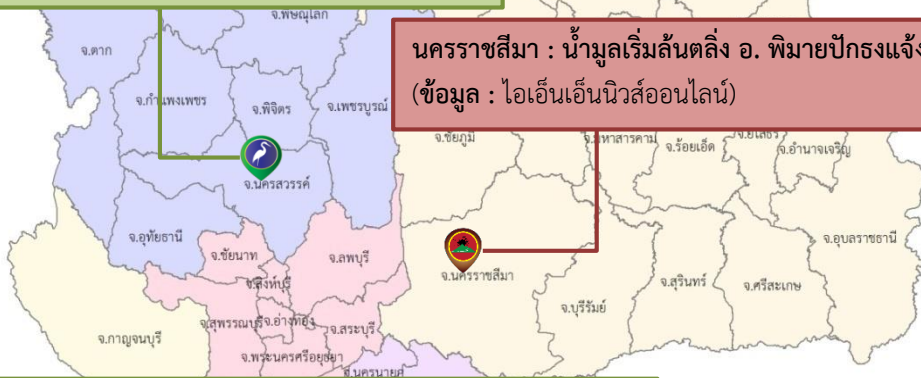 จ.พิษณุโลก
จ.ตาก
นครราชสีมา : น้ำมูลเริ่มล้นตลิ่ง อ. พิมายปักธงแจ้ง
(ข้อมูล : ไอเอ็นเอ็นนิวส์ออนไลน์)
จ.กำแพงเพชร
จ.พิจิตร
จ.เพชรบูรณ์
จ.ชัยภูมิ
จ.มหาสารคาม
จ.ร้อยเอ็ด
จ.ยโสธร
จ.อำนาจเจริญ
จ.นครสวรรค์
จ.อุทัยธานี
จ.ชัยนาท
จ.ลพบุรี
จ.อุบลราชธานี
จ.นครราชสีมา
จ.สิงห์บุรี
จ.สุรินทร์
จ.ศรีสะเกษ
จ.บุรีรัมย์
จ.กาญจนบุรี
จ.สุพรรณบุรี
จ.อ่างทอง
จ.สระบุรี
จ.พระนครศรีอยุธยา
จ.นครนายก